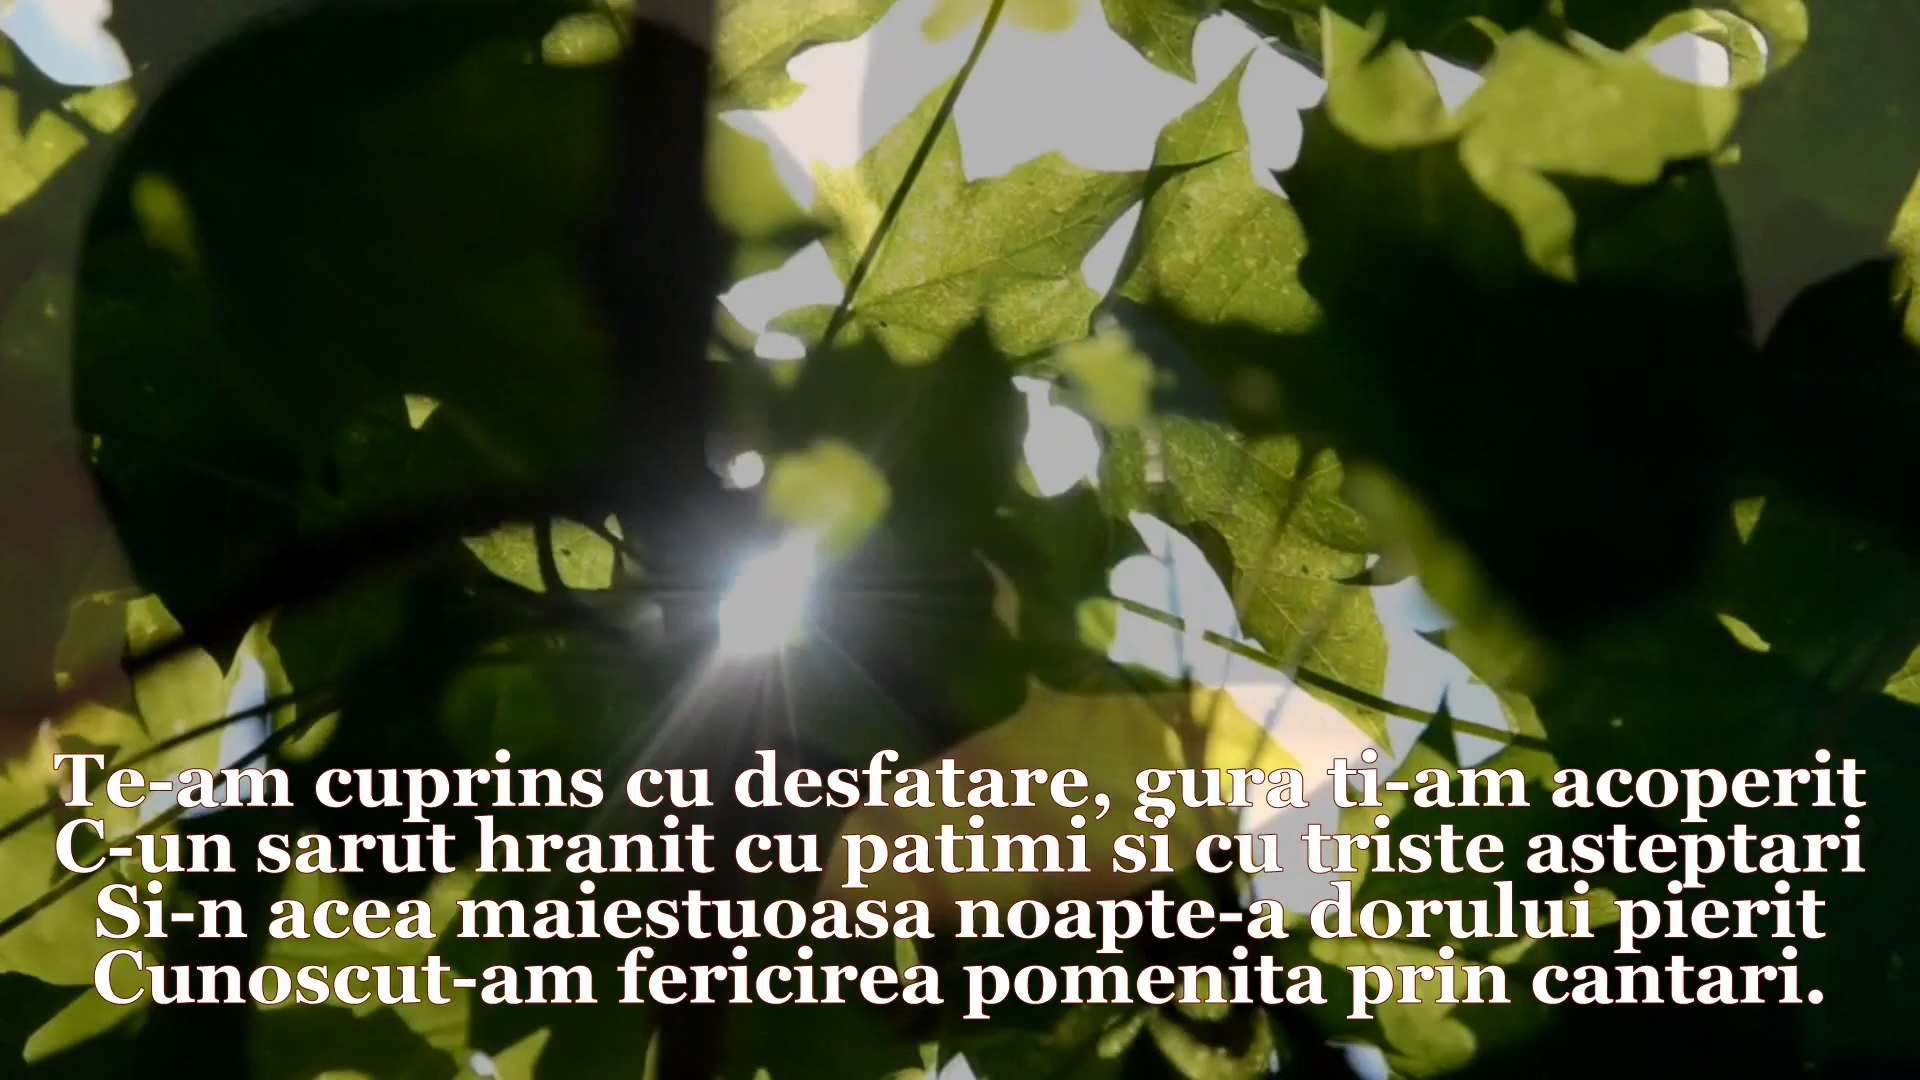 Te-am cuprins cu desfatare, gura ti-am acoperit
C-un sarut hranit cu patimi si cu triste asteptari
Si-n acea maiestuoasa noapte-a dorului pierit
Cunoscut-am fericirea pomenita prin cantari.